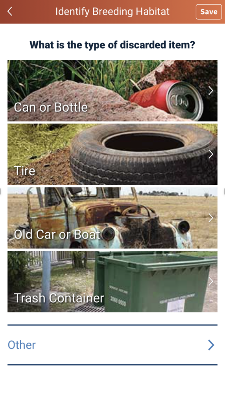 Identify Breeding Habitat
Save
What is the type of discarded item?
Can or Bottle
Tire
Old Car or Boat
Trash Container
Other